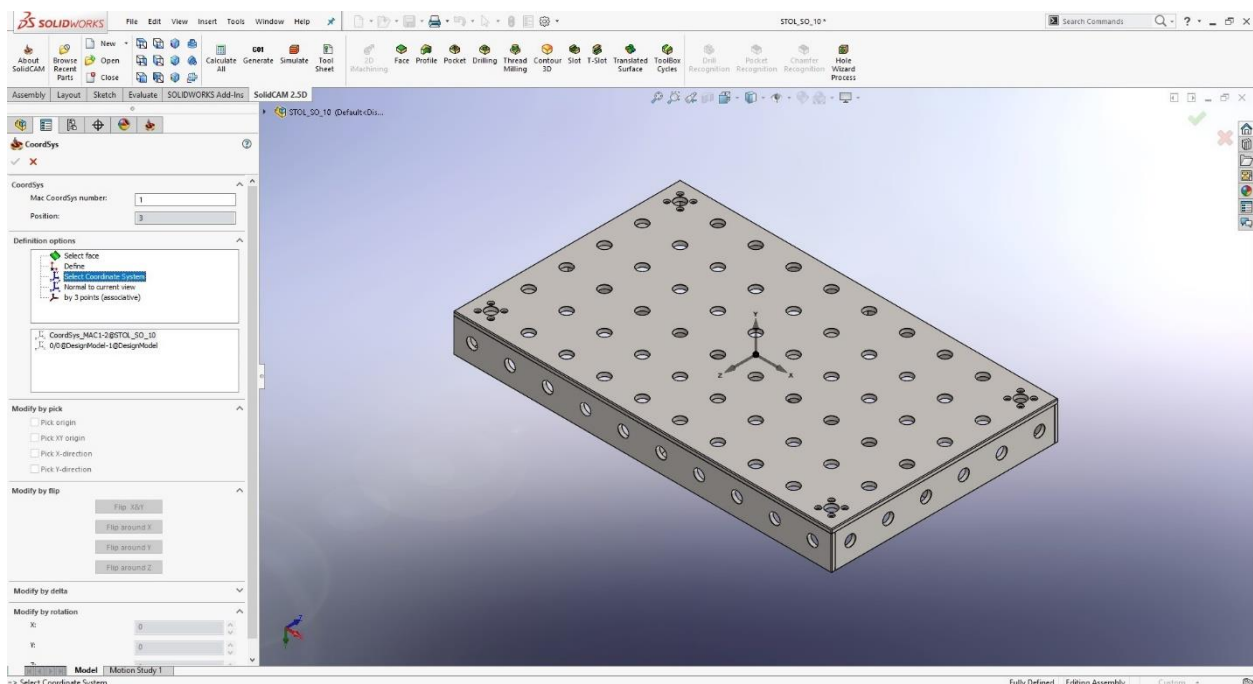 SOLIDWORKS File Edit View Insert Tools Window Help STOL_SO_10 * Search Commands
About SolidCAM
Browse Recent Parts
New
Open
Close
Calculate All
G01
Generate
Simulate
Tool Sheet
2D iMachining
Face
Profile
Pocket
Drilling
Thread Milling
Contour 3D
Slot
T-Slot
Translated Surface
ToolBox Cycles
Drill Recognition
Pocket Recognition
Chamfer Recognition
Hole Wizard Process
Assembly Layout Sketch Evaluate SOLIDWORKS Add-Ins SolidCAM 2.5D
STOL_SO_10 (Default<Dis...
CoordSys
CoordSys
Mac CoordSys number: 1
Position: 3
Definition options
Select face
Define
Select Coordinate System
Normal to current view
by 3 points (associative)
CoordSys_MAC1-2@STOL_SO_10
0/0@DesignModel-1@DesignModel
Modify by pick
Pick origin
Pick XY origin
Pick X-direction
Pick Y-direction
Modify by flip
Flip X&Y
Flip around X
Flip around Y
Flip around Z
Modify by delta
Modify by rotation
X: 0
Y: 0
Y
Z
X
Model Motion Study 1
Select Coordinate System Fully Defined Editing Assembly Custom